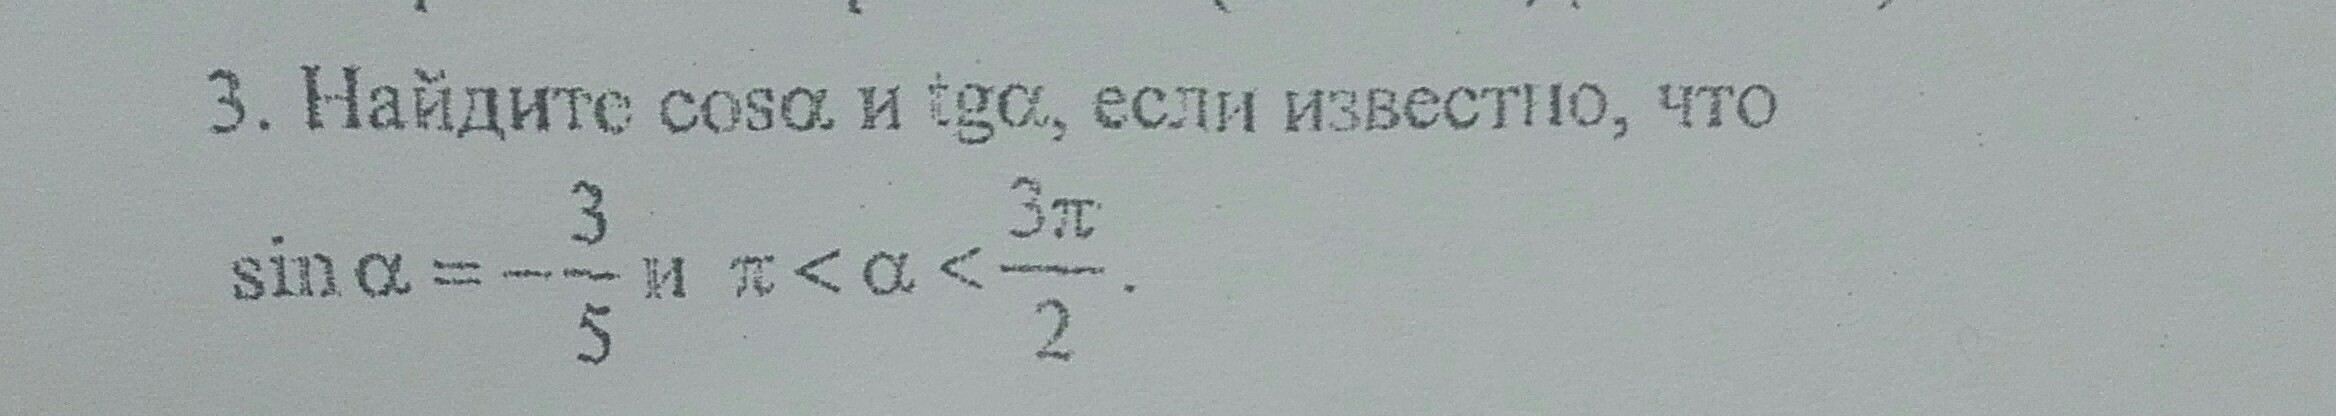 3. Найдите cosα и tgα, если известно, что
sin α = -3/5 и π < α < 3π/2.